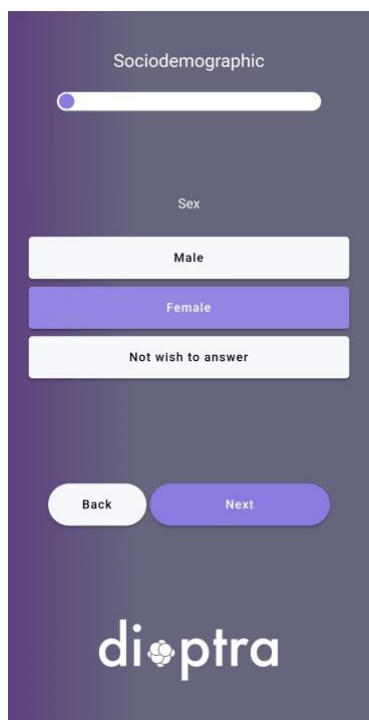 Sociodemographic
Sex
Male
Female
Not wish to answer
Back Next
dioptra